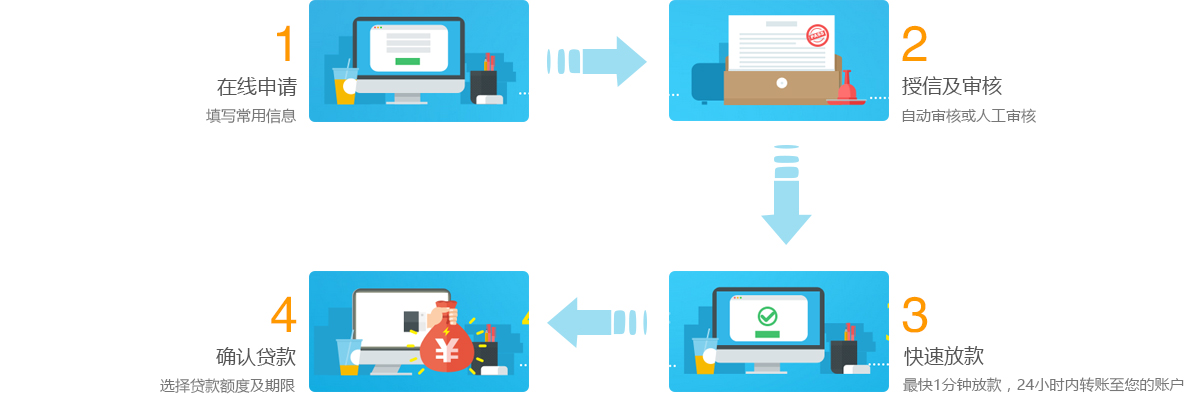 1
在线申请
填写常用信息
2
授信及审核
自动审核或人工审核
3
快速放款
最快1分钟放款，24小时内转账至您的账户
4
确认贷款
选择贷款额度及期限
¥